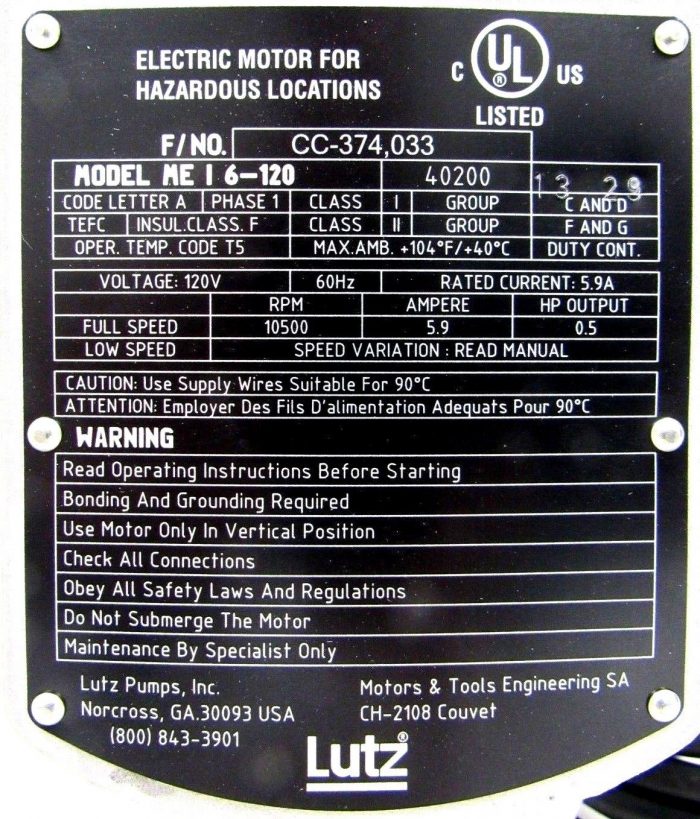 ELECTRIC MOTOR FOR
HAZARDOUS LOCATIONS
C UL ® US
LISTED
F/NO. CC-374,033
MODEL ME I 6-120 40200 13 29
CODE LETTER A PHASE 1 CLASS I GROUP C AND D
TEFC INSUL.CLASS. F CLASS II GROUP F AND G
OPER. TEMP. CODE T5 MAX.AMB. +104°F/+40°C DUTY CONT.
VOLTAGE: 120V 60Hz RATED CURRENT: 5.9A
RPM AMPERE HP OUTPUT
FULL SPEED 10500 5.9 0.5
LOW SPEED SPEED VARIATION : READ MANUAL
CAUTION: Use Supply Wires Suitable For 90°C
ATTENTION: Employer Des Fils D'alimentation Adequats Pour 90°C
WARNING
Read Operating Instructions Before Starting
Bonding And Grounding Required
Use Motor Only In Vertical Position
Check All Connections
Obey All Safety Laws And Regulations
Do Not Submerge The Motor
Maintenance By Specialist Only
Lutz Pumps, Inc. Motors & Tools Engineering SA
Norcross, GA.30093 USA CH-2108 Couvet
(800) 843-3901
Lutz®